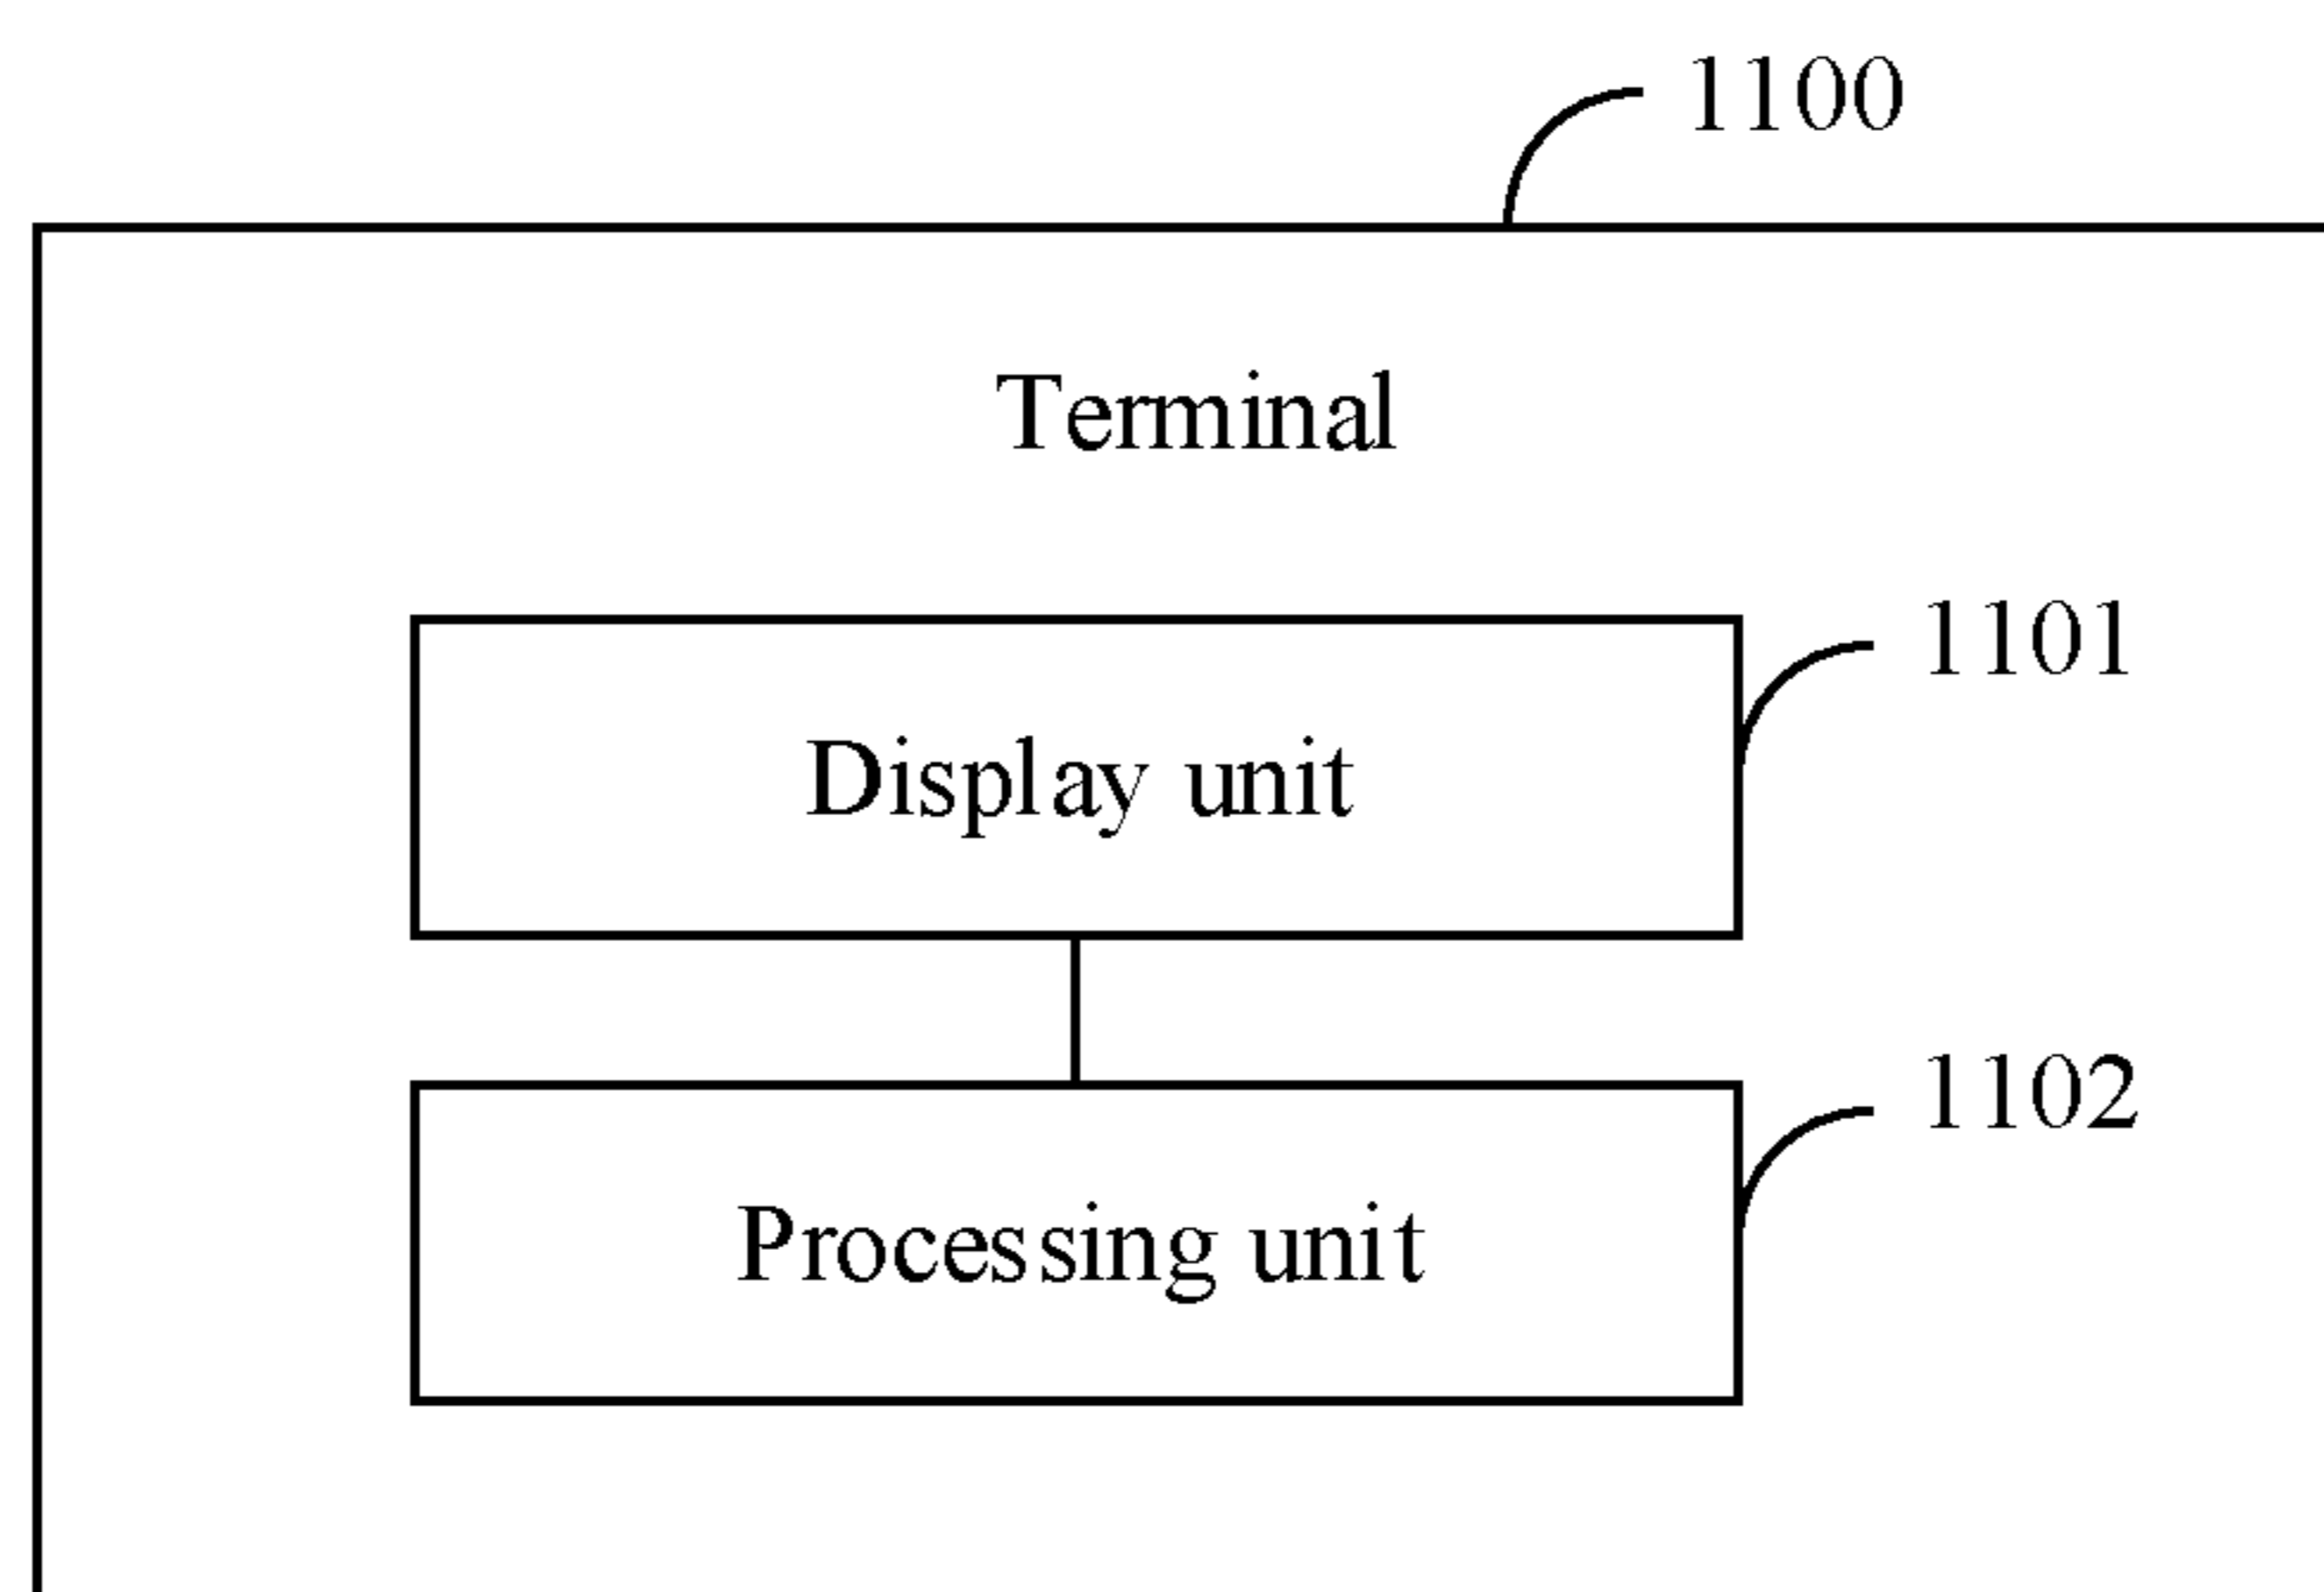 1100
Terminal
1101
Display unit
1102
Processing unit